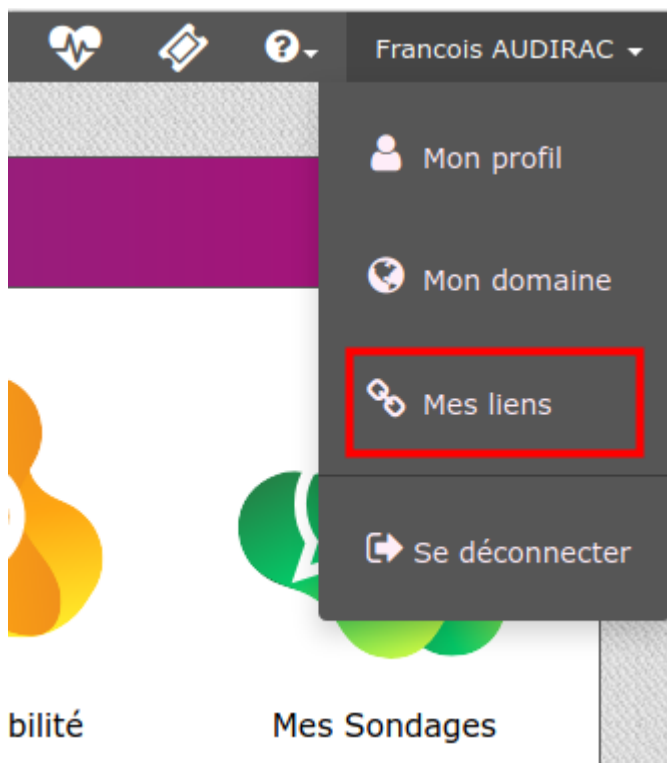 Francois AUDIRAC
Mon profil
Mon domaine
Mes liens
Se déconnecter
bilité
Mes Sondages